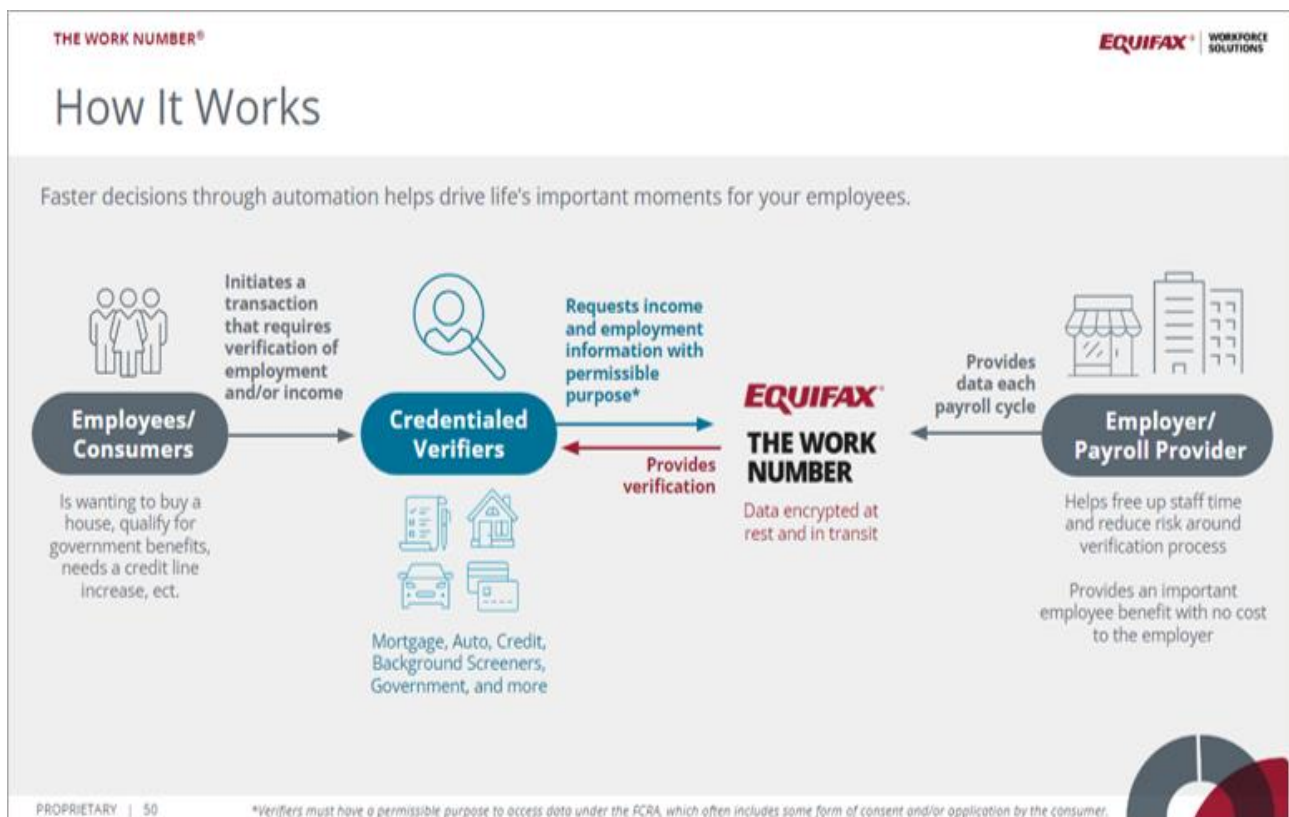 THE WORK NUMBER®
EQUIFAX® | WORKFORCE SOLUTIONS
How It Works
Faster decisions through automation helps drive life's important moments for your employees.
Employees/
Consumers
Is wanting to buy a
house, qualify for
government benefits,
needs a credit line
increase, ect.
Initiates a
transaction
that requires
verification of
employment
and/or income
Credentialed
Verifiers
Mortgage, Auto, Credit,
Background Screeners,
Government, and more
Requests income
and employment
information with
permissible
purpose*
Provides
verification
EQUIFAX®
THE WORK
NUMBER
Data encrypted at
rest and in transit
Provides
data each
payroll cycle
Employer/
Payroll Provider
Helps free up staff time
and reduce risk around
verification process
Provides an important
employee benefit with no cost
to the employer
PROPRIETARY | 50
*Verifiers must have a permissible purpose to access data under the FCRA, which often includes some form of consent and/or application by the consumer.